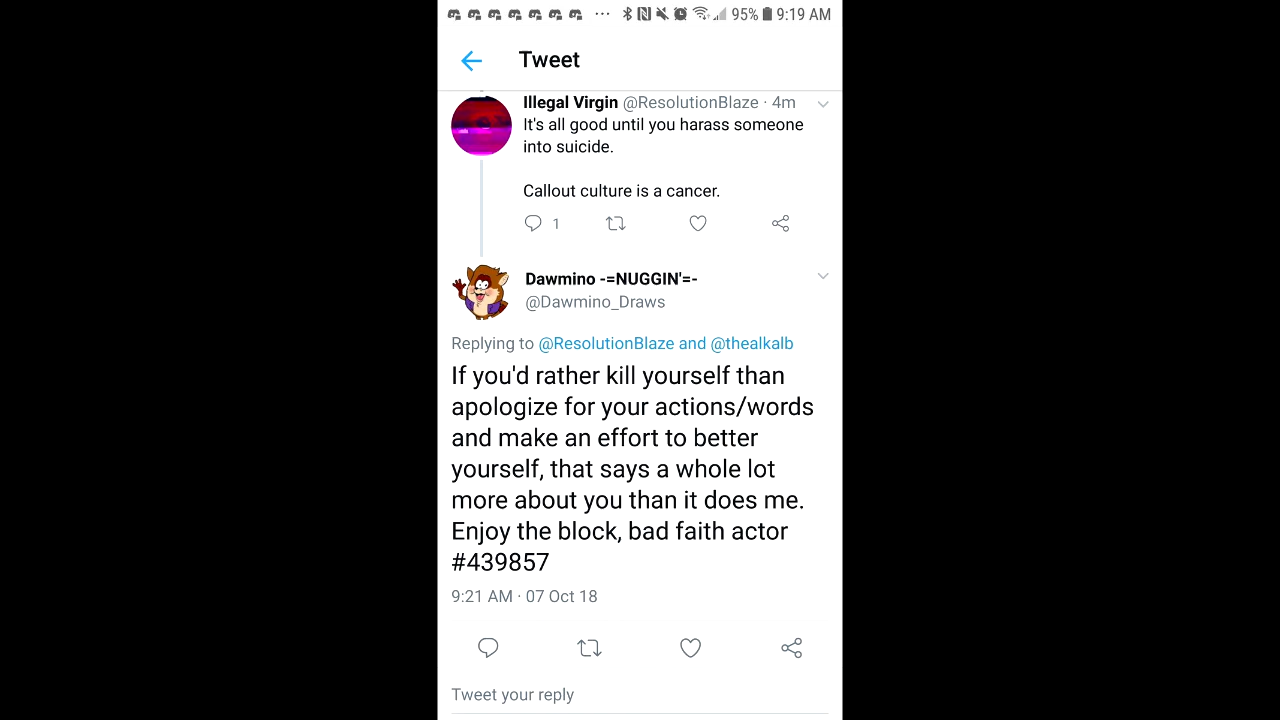 ... 95% 9:19 AM
Tweet
Illegal Virgin @ResolutionBlaze · 4m
It's all good until you harass someone
into suicide.
Callout culture is a cancer.
1
Dawmino -=NUGGIN'=-
@Dawmino_Draws
Replying to @ResolutionBlaze and @thealkalb
If you'd rather kill yourself than
apologize for your actions/words
and make an effort to better
yourself, that says a whole lot
more about you than it does me.
Enjoy the block, bad faith actor
#439857
9:21 AM · 07 Oct 18
Tweet your reply